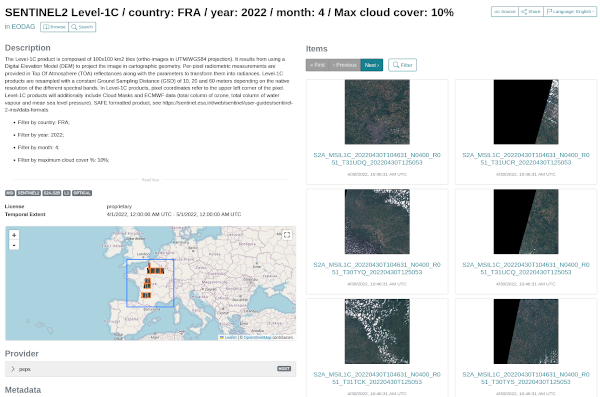 SENTINEL2 Level-1C / country: FRA / year: 2022 / month: 4 / Max cloud cover: 10%
in EODAG
Browse
Search
Source
Share
Language: English
Description
The Level-1C product is composed of 100x100 km2 tiles (ortho-images in UTM/WGS84 projection). It results from using a
Digital Elevation Model (DEM) to project the image in cartographic geometry. Per-pixel radiometric measurements are
provided in Top Of Atmosphere (TOA) reflectances along with the parameters to transform them into radiances. Level-1C
products are resampled with a constant Ground Sampling Distance (GSD) of 10, 20 and 60 meters depending on the native
resolution of the different spectral bands. In Level-1C products, pixel coordinates refer to the upper left corner of the pixel.
Level-1C products will additionally include Cloud Masks and ECMWF data (total column of ozone, total column of water
vapour and mean sea level pressure). SAFE formatted product, see https://sentinel.esa.int/web/sentinel/user-guides/sentinel-
2-msi/data-formats
• Filter by country: FRA;
• Filter by year: 2022;
• Filter by month: 4;
• Filter by maximum cloud cover %: 10%;
Read More
MSI SENTINEL2 S2A,S2B L1 OPTICAL
License proprietary
Temporal Extent 4/1/2022, 12:00:00 AM UTC - 5/1/2022, 12:00:00 AM UTC
+
-
Leaflet | © OpenStreetMap contributors.
Provider
peps
HOST
Metadata
Items
« First
‹ Previous
Next ›
Filter
S2A_MSIL1C_20220430T104631_N0400_R0
51_T31UDQ_20220430T125053
4/30/2022, 10:46:31 AM UTC
S2A_MSIL1C_20220430T104631_N0400_R0
51_T31UCR_20220430T125053
4/30/2022, 10:46:31 AM UTC
S2A_MSIL1C_20220430T104631_N0400_R0
51_T30TYQ_20220430T125053
4/30/2022, 10:46:31 AM UTC
S2A_MSIL1C_20220430T104631_N0400_R0
51_T31UCQ_20220430T125053
4/30/2022, 10:46:31 AM UTC
S2A_MSIL1C_20220430T104631_N0400_R0
51_T31TCK_20220430T125053
4/30/2022, 10:46:31 AM UTC
S2A_MSIL1C_20220430T104631_N0400_R0
51_T30TYS_20220430T125053
4/30/2022, 10:46:31 AM UTC